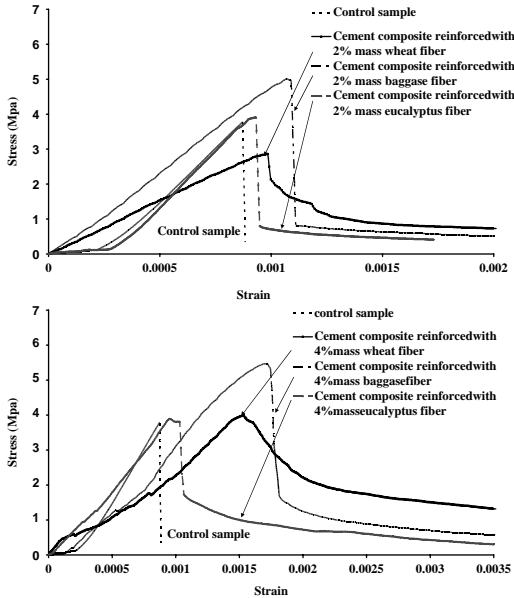 7
6
5
4
3
2
1
0
Stress (Mpa)
Control sample
Cement composite reinforcedwith
2% mass wheat fiber
Cement composite reinforcedwith
2% mass baggase fiber
Cement composite reinforcedwith
2% mass eucalyptus fiber
Control sample
0 0.0005 0.001 0.0015 0.002
Strain
7
6
5
4
3
2
1
0
Stress (Mpa)
control sample
Cement composite reinforcedwith
4%mass wheat fiber
Cement composite reinforcedwith
4%mass baggasefiber
Cement composite reinforcedwith
4%masseucalyptus fiber
Control sample
0 0.0005 0.001 0.0015 0.002 0.0025 0.003 0.0035
Strain